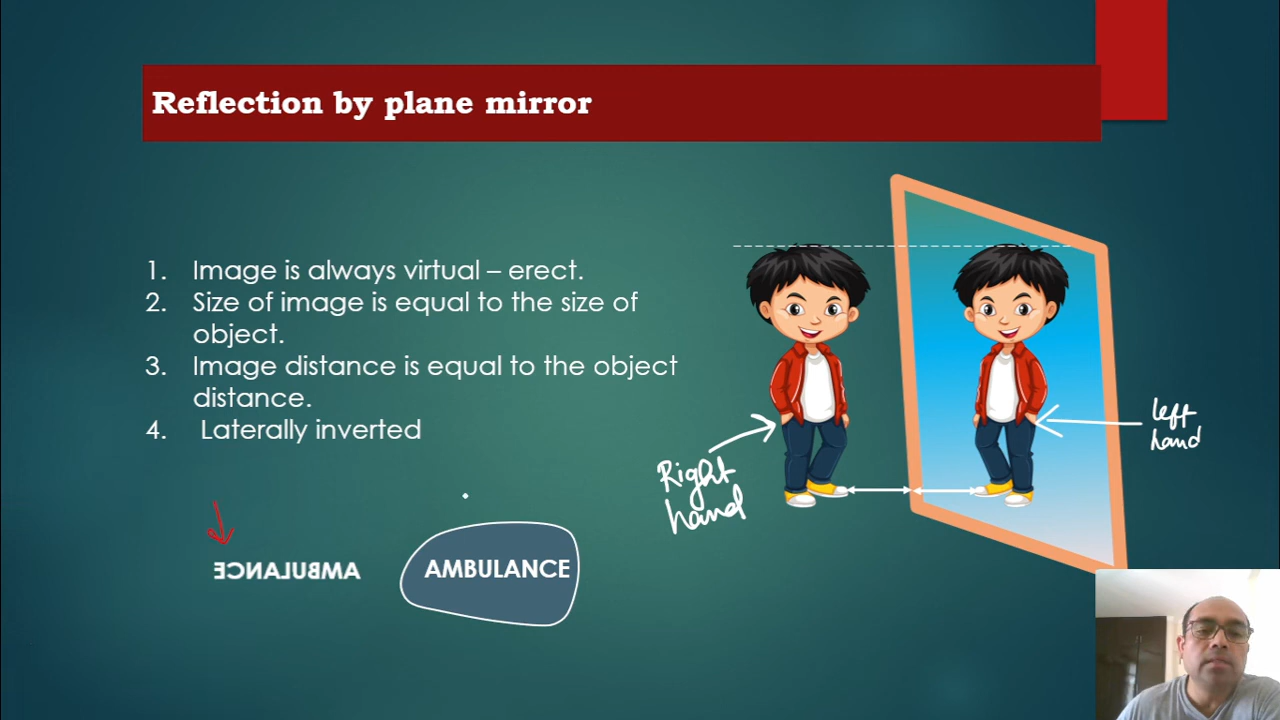 Reflection by plane mirror
1. Image is always virtual – erect.
2. Size of image is equal to the size of
object.
3. Image distance is equal to the object
distance.
4. Laterally inverted
Right
hand
left
hand
AMBULANCE
AMBULANCE